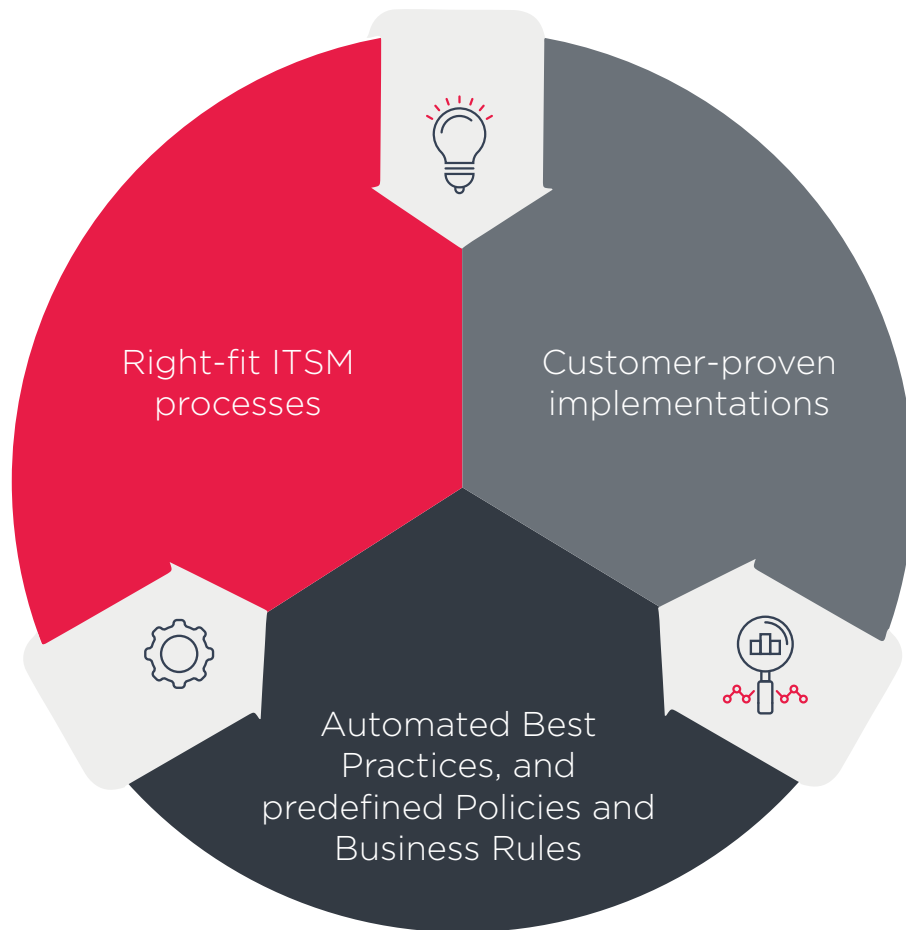 Right-fit ITSM
processes
Customer-proven
implementations
Automated Best
Practices, and
predefined Policies and
Business Rules